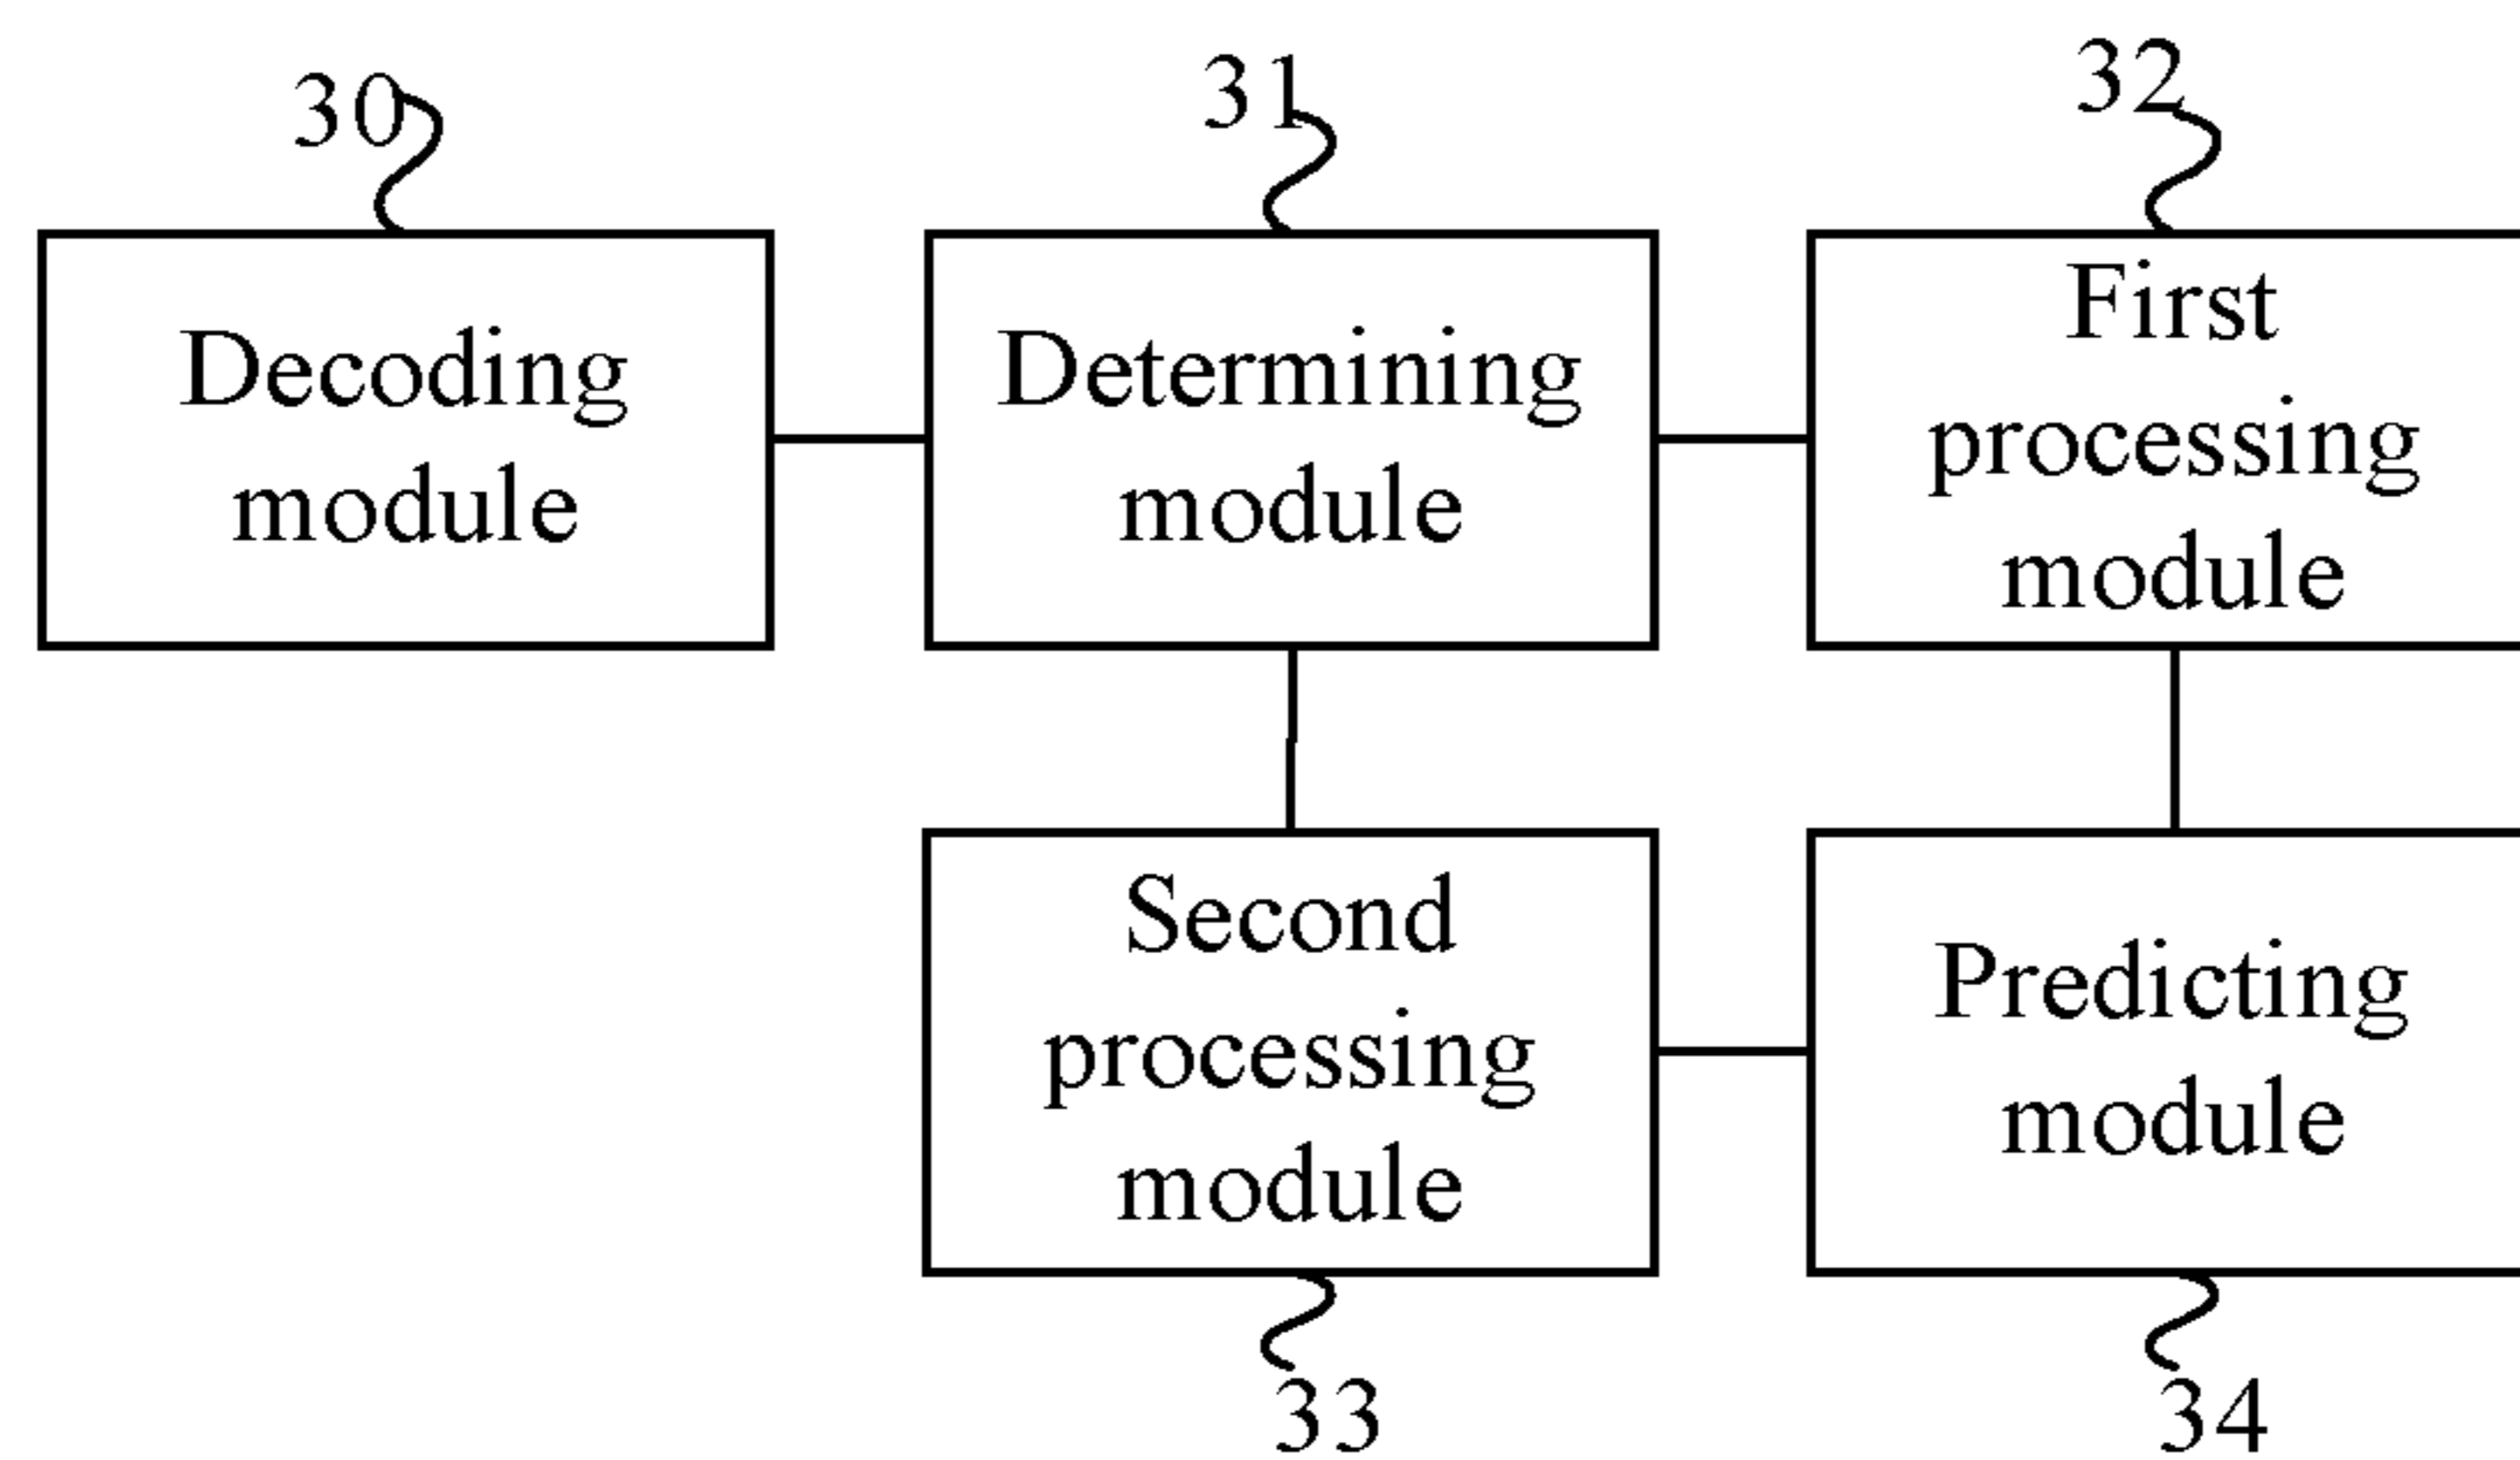 30
31
32
Decoding
module
Determining
module
First
processing
module
Second
processing
module
Predicting
module
33
34